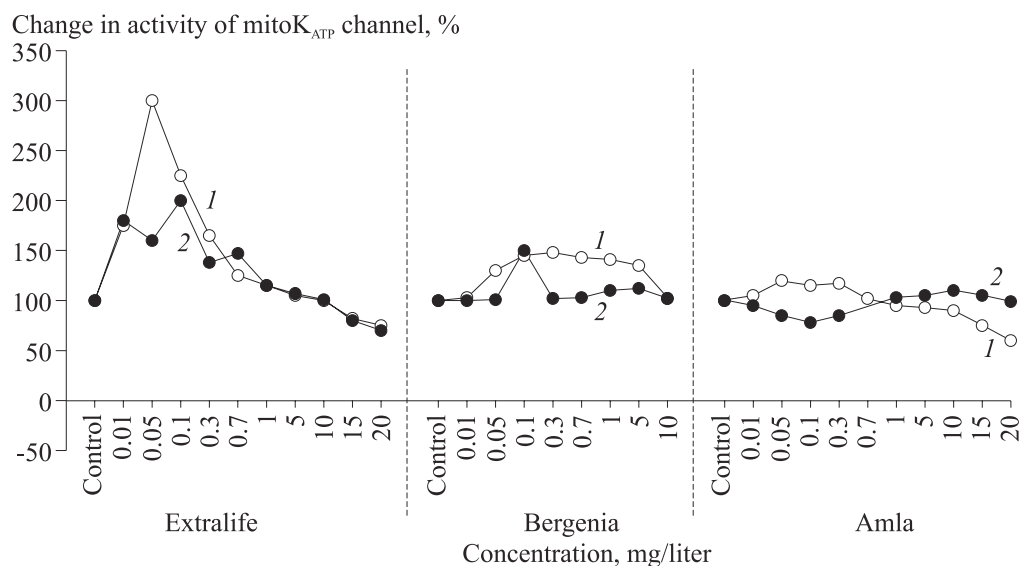 Change in activity of mitoK_ATP channel, %
350
300
250
200
150
100
50
0
-50
1
2
1
2
2
1
Control 0.01 0.05 0.1 0.3 0.7 1 5 10 15 20
Control 0.01 0.05 0.1 0.3 0.7 1 5 10
Control 0.01 0.05 0.1 0.3 0.7 1 5 10 15 20
Extralife Bergenia Amla
Concentration, mg/liter